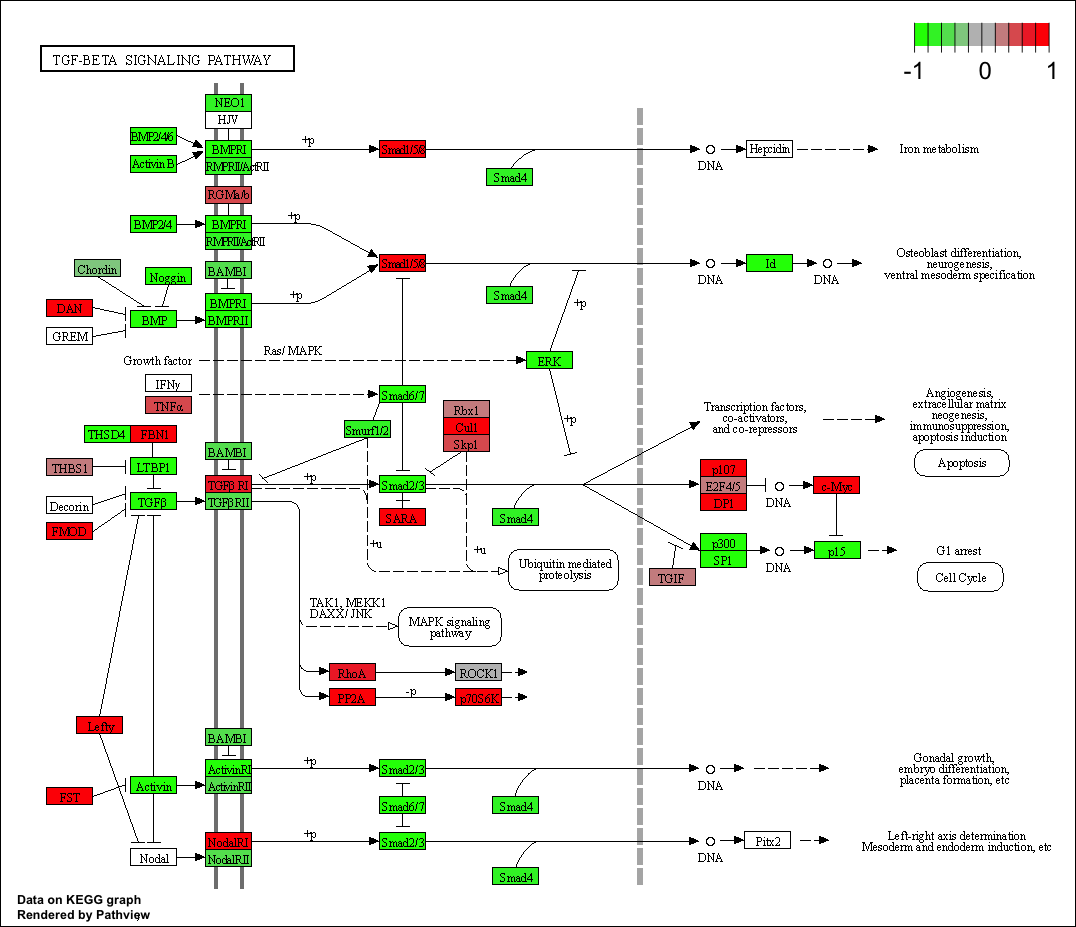 TGF-BETA SIGNALING PATHWAY
-1 0 1
NEO1
HJV
BMP2/4/6
Activin B
BMPRI
+p
Smad1/5/8
Smad4
DNA
Hepcidin
Iron metabolism
RGMa/b
BMP2/4
BMPRI
+p
BAMBI
Chordin
Noggin
DAN
GREM
BMP
BMPRI
BMPRII
+p
Smad1/5/8
Smad4
DNA
Id
DNA
Osteoblast differentiation,
neurogenesis,
ventral mesoderm specification
+p
Growth factor
Ras/ MAPK
ERK
IFNγ
TNFα
Smad6/7
+p
Rbx1
Cul1
Skp1
Smurf1/2
THSD4
FBN1
THBS1
LTBP1
Decorin
FMOD
TGFβ
BAMBI
TGFβ RI
TGFβRII
+p
Smad2/3
SARA
Smad4
+u
+u
Ubiquitin mediated
proteolysis
Transcription factors,
co-activators,
and co-repressors
Angiogenesis,
extracellular matrix
neogenesis,
immunosuppression,
apoptosis induction
Apoptosis
p107
E2F4/5
DP1
DNA
c-Myc
p300
SP1
DNA
p15
G1 arrest
Cell Cycle
TGIF
TAK1, MEKK1
DAXX/ JNK
MAPK signaling
pathway
RhoA
ROCK1
PP2A
-p
p70S6K
Lefty
FST
Activin
Nodal
BAMBI
ActivinRI
ActivinRII
+p
Smad2/3
Smad4
DNA
Gonadal growth,
embryo differentiation,
placenta formation, etc
Smad6/7
NodalRI
NodalRII
+p
Smad2/3
Smad4
DNA
Pitx2
Left-right axis determination
Mesoderm and endoderm induction, etc
Data on KEGG graph
Rendered by Pathview